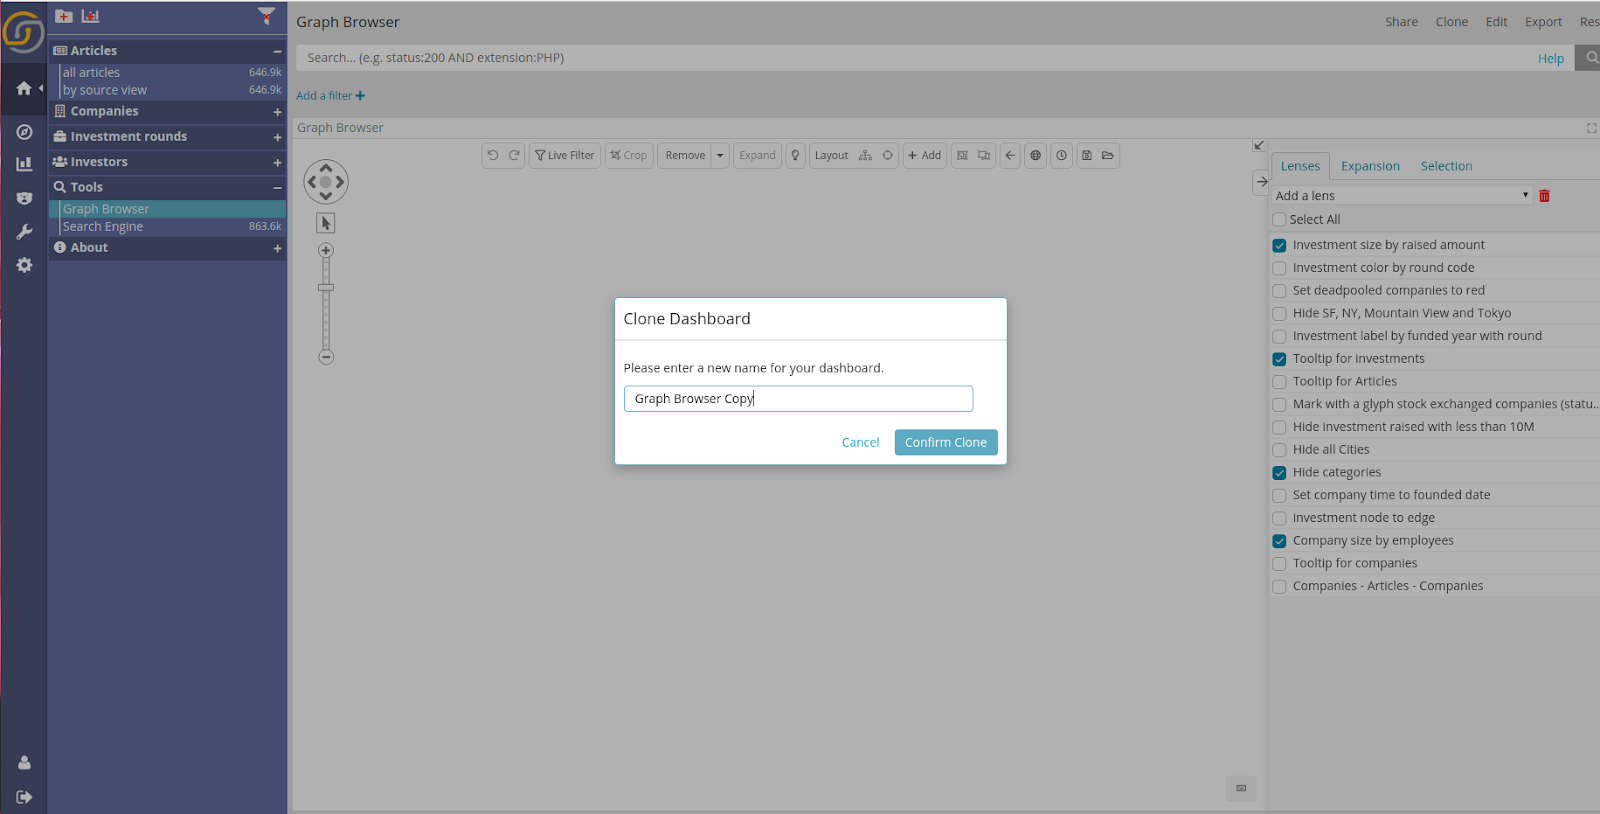 Articles
all articles 646.9k
by source view 646.9k
Companies
Investment rounds
Investors
Tools
Graph Browser
Search Engine 863.6k
About
Graph Browser
Share Clone Edit Export Res
Search... (e.g. status:200 AND extension:PHP) Help
Add a filter
Graph Browser
Live Filter Crop Remove Expand Layout Add
Lenses Expansion Selection
Add a lens
Select All
Investment size by raised amount
Investment color by round code
Set deadpooled companies to red
Hide SF, NY, Mountain View and Tokyo
Investment label by funded year with round
Tooltip for investments
Tooltip for Articles
Mark with a glyph stock exchanged companies (statu...
Hide investment raised with less than 10M
Hide all Cities
Hide categories
Set company time to founded date
investment node to edge
Company size by employees
Tooltip for companies
Companies - Articles - Companies
Clone Dashboard
Please enter a new name for your dashboard.
Graph Browser Copy
Cancel Confirm Clone